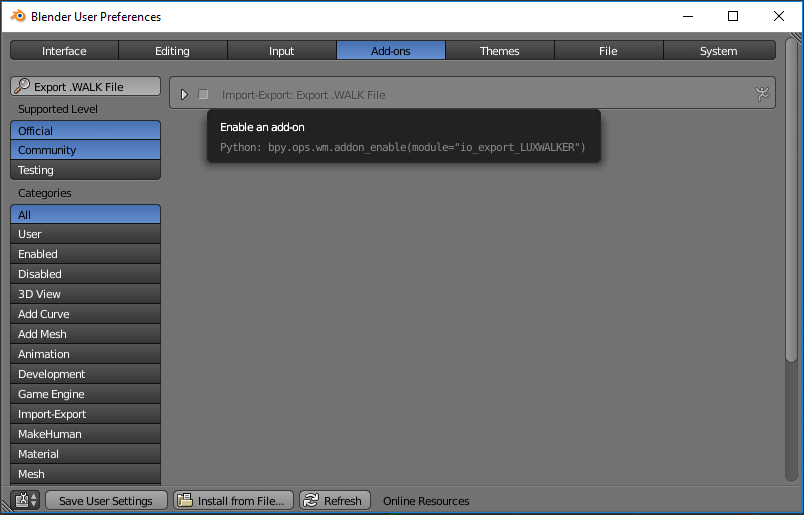 Blender User Preferences
Interface
Editing
Input
Add-ons
Themes
File
System
Export .WALK File
Supported Level
Official
Community
Testing
Categories
All
User
Enabled
Disabled
3D View
Add Curve
Add Mesh
Animation
Development
Game Engine
Import-Export
MakeHuman
Material
Mesh
Import-Export: Export .WALK File
Enable an add-on
Python: bpy.ops.wm.addon_enable(module="io_export_LUXWALKER")
Save User Settings
Install from File...
Refresh
Online Resources